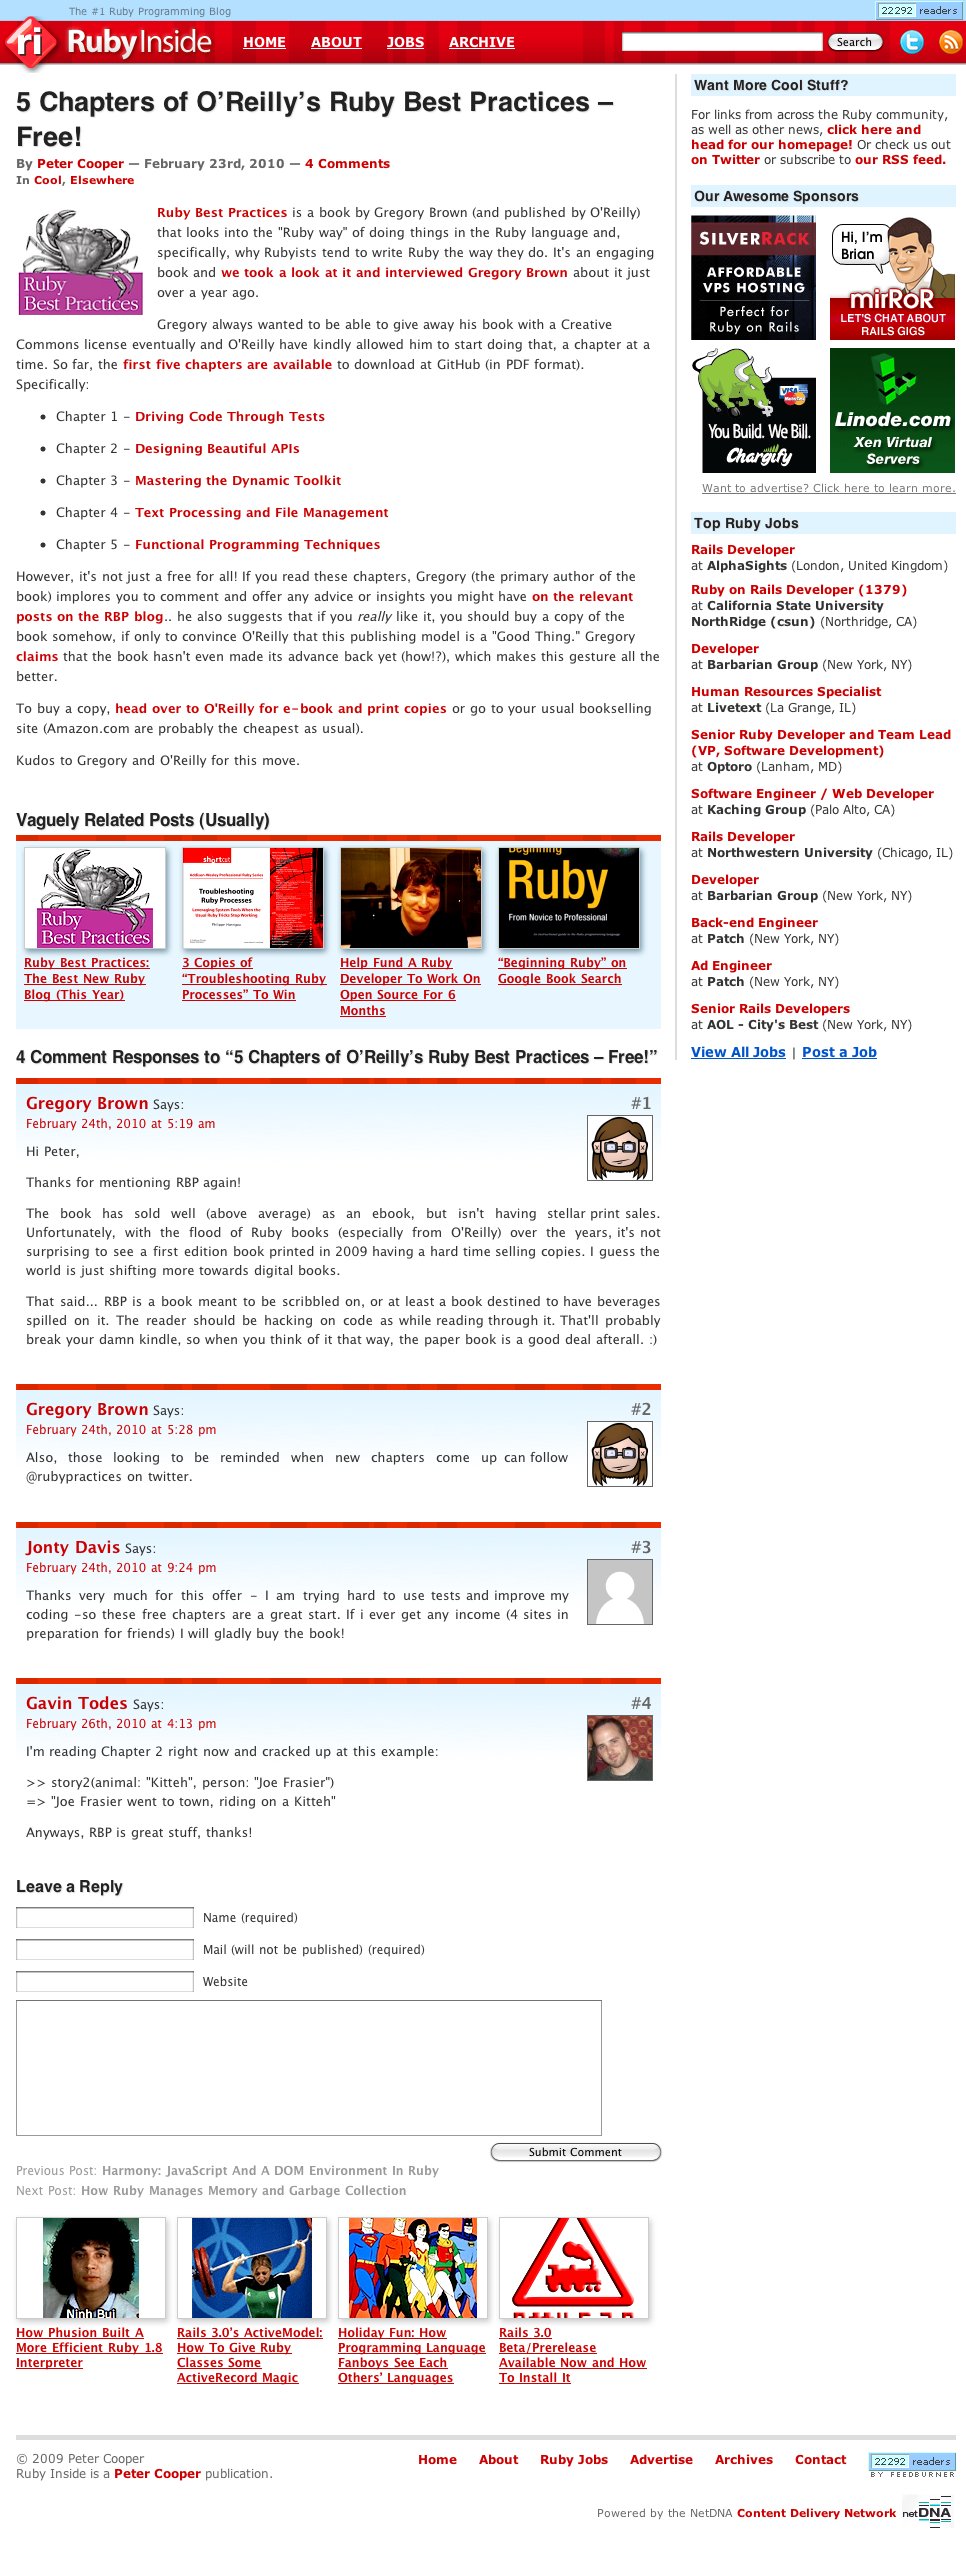 The #1 Ruby Programming Blog
22292 readers
ri RubyInside
HOME ABOUT JOBS ARCHIVE
Search
5 Chapters of O’Reilly’s Ruby Best Practices –
Free!
By Peter Cooper — February 23rd, 2010 — 4 Comments
In Cool, Elsewhere
Ruby
Best Practices
Ruby Best Practices is a book by Gregory Brown (and published by O'Reilly)
that looks into the "Ruby way" of doing things in the Ruby language and,
specifically, why Rubyists tend to write Ruby the way they do. It's an engaging
book and we took a look at it and interviewed Gregory Brown about it just
over a year ago.
Gregory always wanted to be able to give away his book with a Creative
Commons license eventually and O'Reilly have kindly allowed him to start doing that, a chapter at a
time. So far, the first five chapters are available to download at GitHub (in PDF format).
Specifically:
• Chapter 1 - Driving Code Through Tests
• Chapter 2 - Designing Beautiful APIs
• Chapter 3 - Mastering the Dynamic Toolkit
• Chapter 4 - Text Processing and File Management
• Chapter 5 - Functional Programming Techniques
However, it's not just a free for all! If you read these chapters, Gregory (the primary author of the
book) implores you to comment and offer any advice or insights you might have on the relevant
posts on the RBP blog.. he also suggests that if you really like it, you should buy a copy of the
book somehow, if only to convince O'Reilly that this publishing model is a "Good Thing." Gregory
claims that the book hasn't even made its advance back yet (how!?), which makes this gesture all the
better.
To buy a copy, head over to O'Reilly for e-book and print copies or go to your usual bookselling
site (Amazon.com are probably the cheapest as usual).
Kudos to Gregory and O'Reilly for this move.
Vaguely Related Posts (Usually)
Ruby
Best Practices
Ruby Best Practices:
The Best New Ruby
Blog (This Year)
shortcut
Addison-Wesley Professional Ruby Series
Troubleshooting
Ruby Processes
Leveraging System Tools When the
Usual Ruby Tricks Stop Working
3 Copies of
“Troubleshooting Ruby
Processes” To Win
Help Fund A Ruby
Developer To Work On
Open Source For 6
Months
Beginning
Ruby
From Novice to Professional
“Beginning Ruby” on
Google Book Search
4 Comment Responses to “5 Chapters of O’Reilly’s Ruby Best Practices – Free!”
Gregory Brown Says: #1
February 24th, 2010 at 5:19 am
Hi Peter,
Thanks for mentioning RBP again!
The book has sold well (above average) as an ebook, but isn't having stellar print sales.
Unfortunately, with the flood of Ruby books (especially from O'Reilly) over the years, it's not
surprising to see a first edition book printed in 2009 having a hard time selling copies. I guess the
world is just shifting more towards digital books.
That said... RBP is a book meant to be scribbled on, or at least a book destined to have beverages
spilled on it. The reader should be hacking on code as while reading through it. That'll probably
break your damn kindle, so when you think of it that way, the paper book is a good deal afterall. :)
Gregory Brown Says: #2
February 24th, 2010 at 5:28 pm
Also, those looking to be reminded when new chapters come up can follow
@rubypractices on twitter.
Jonty Davis Says: #3
February 24th, 2010 at 9:24 pm
Thanks very much for this offer - I am trying hard to use tests and improve my
coding -so these free chapters are a great start. If i ever get any income (4 sites in
preparation for friends) I will gladly buy the book!
Gavin Todes Says: #4
February 26th, 2010 at 4:13 pm
I'm reading Chapter 2 right now and cracked up at this example:
>> story2(animal: "Kitteh", person: "Joe Frasier")
=> "Joe Frasier went to town, riding on a Kitteh"
Anyways, RBP is great stuff, thanks!
Leave a Reply
Name (required)
Mail (will not be published) (required)
Website
Submit Comment
Previous Post: Harmony: JavaScript And A DOM Environment In Ruby
Next Post: How Ruby Manages Memory and Garbage Collection
Ninh Bui
How Phusion Built A
More Efficient Ruby 1.8
Interpreter
Rails 3.0’s ActiveModel:
How To Give Ruby
Classes Some
ActiveRecord Magic
Holiday Fun: How
Programming Language
Fanboys See Each
Others’ Languages
Rails 3.0
Beta/Prerelease
Available Now and How
To Install It
Want More Cool Stuff?
For links from across the Ruby community,
as well as other news, click here and
head for our homepage! Or check us out
on Twitter or subscribe to our RSS feed.
Our Awesome Sponsors
SILVERRACK
AFFORDABLE
VPS HOSTING
Perfect for
Ruby on Rails
Hi, I’m
Brian
mirRoR
LET'S CHAT ABOUT
RAILS GIGS
VISA
You Build. We Bill.
Chargify
Linode.com
Xen Virtual
Servers
Want to advertise? Click here to learn more.
Top Ruby Jobs
Rails Developer
at AlphaSights (London, United Kingdom)
Ruby on Rails Developer (1379)
at California State University
NorthRidge (csun) (Northridge, CA)
Developer
at Barbarian Group (New York, NY)
Human Resources Specialist
at Livetext (La Grange, IL)
Senior Ruby Developer and Team Lead
(VP, Software Development)
at Optoro (Lanham, MD)
Software Engineer / Web Developer
at Kaching Group (Palo Alto, CA)
Rails Developer
at Northwestern University (Chicago, IL)
Developer
at Barbarian Group (New York, NY)
Back-end Engineer
at Patch (New York, NY)
Ad Engineer
at Patch (New York, NY)
Senior Rails Developers
at AOL - City's Best (New York, NY)
View All Jobs | Post a Job
© 2009 Peter Cooper
Ruby Inside is a Peter Cooper publication.
Home About Ruby Jobs Advertise Archives Contact
22292 readers
BY FEEDBURNER
Powered by the NetDNA Content Delivery Network netDNA